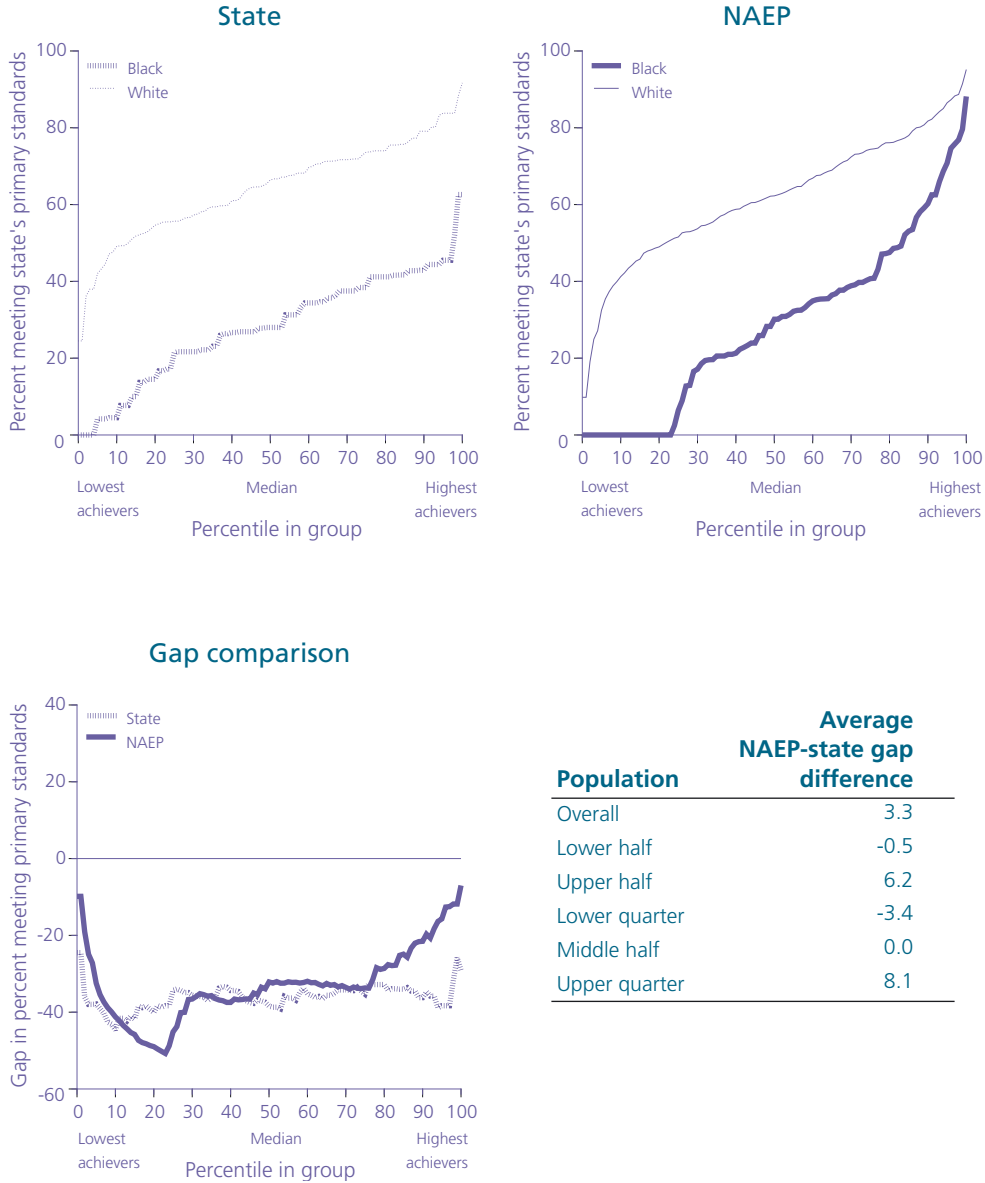 State
Percent meeting state's primary standards
100
80
60
40
20
0
Black
White
0 10 20 30 40 50 60 70 80 90 100
Lowest achievers
Median
Highest achievers
Percentile in group
NAEP
Percent meeting state's primary standards
100
80
60
40
20
0
Black
White
0 10 20 30 40 50 60 70 80 90 100
Lowest achievers
Median
Highest achievers
Percentile in group
Gap comparison
Gap in percent meeting primary standards
40
20
0
-20
-40
-60
State
NAEP
0 10 20 30 40 50 60 70 80 90 100
Lowest achievers
Median
Highest achievers
Percentile in group
Average
NAEP-state gap
Population difference
Overall 3.3
Lower half -0.5
Upper half 6.2
Lower quarter -3.4
Middle half 0.0
Upper quarter 8.1